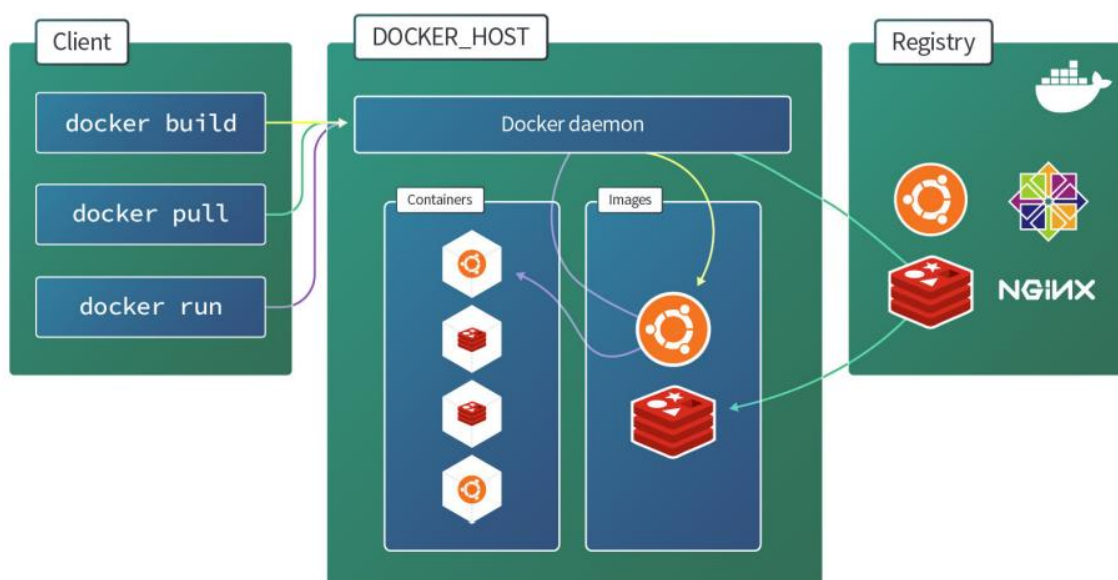 Client
docker build
docker pull
docker run
DOCKER_HOST
Docker daemon
Containers
Images
Registry
NGiNX